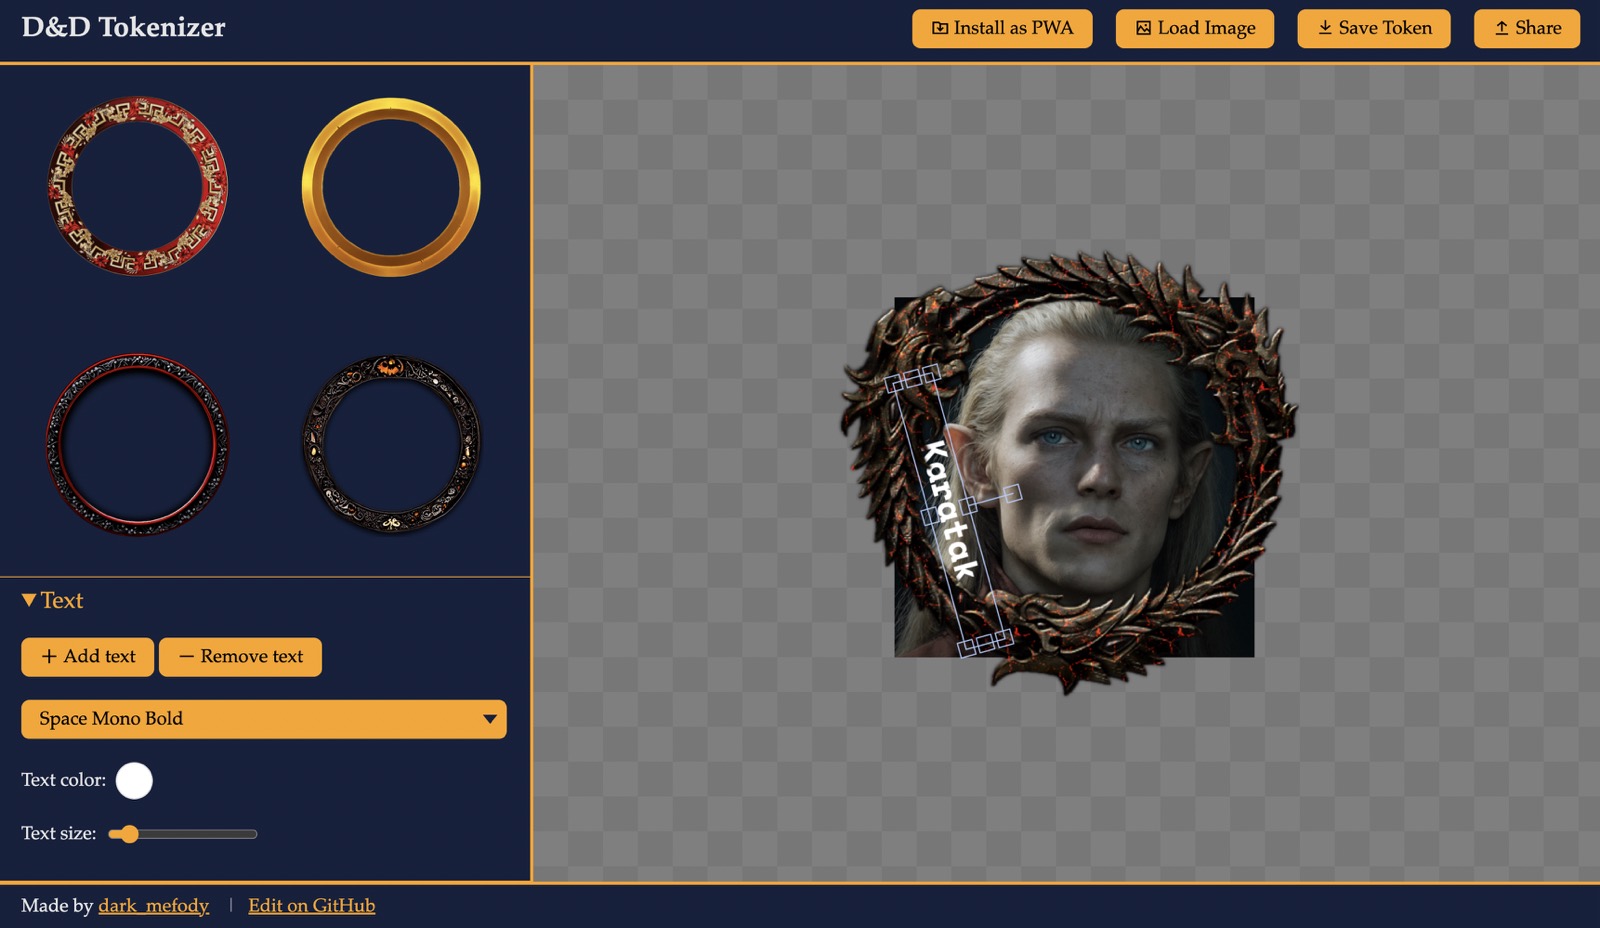 D&D Tokenizer
Install as PWA
Load Image
Save Token
Share
Karatak
Text
+ Add text
− Remove text
Space Mono Bold
Text color:
Text size:
Made by dark_mefody | Edit on GitHub